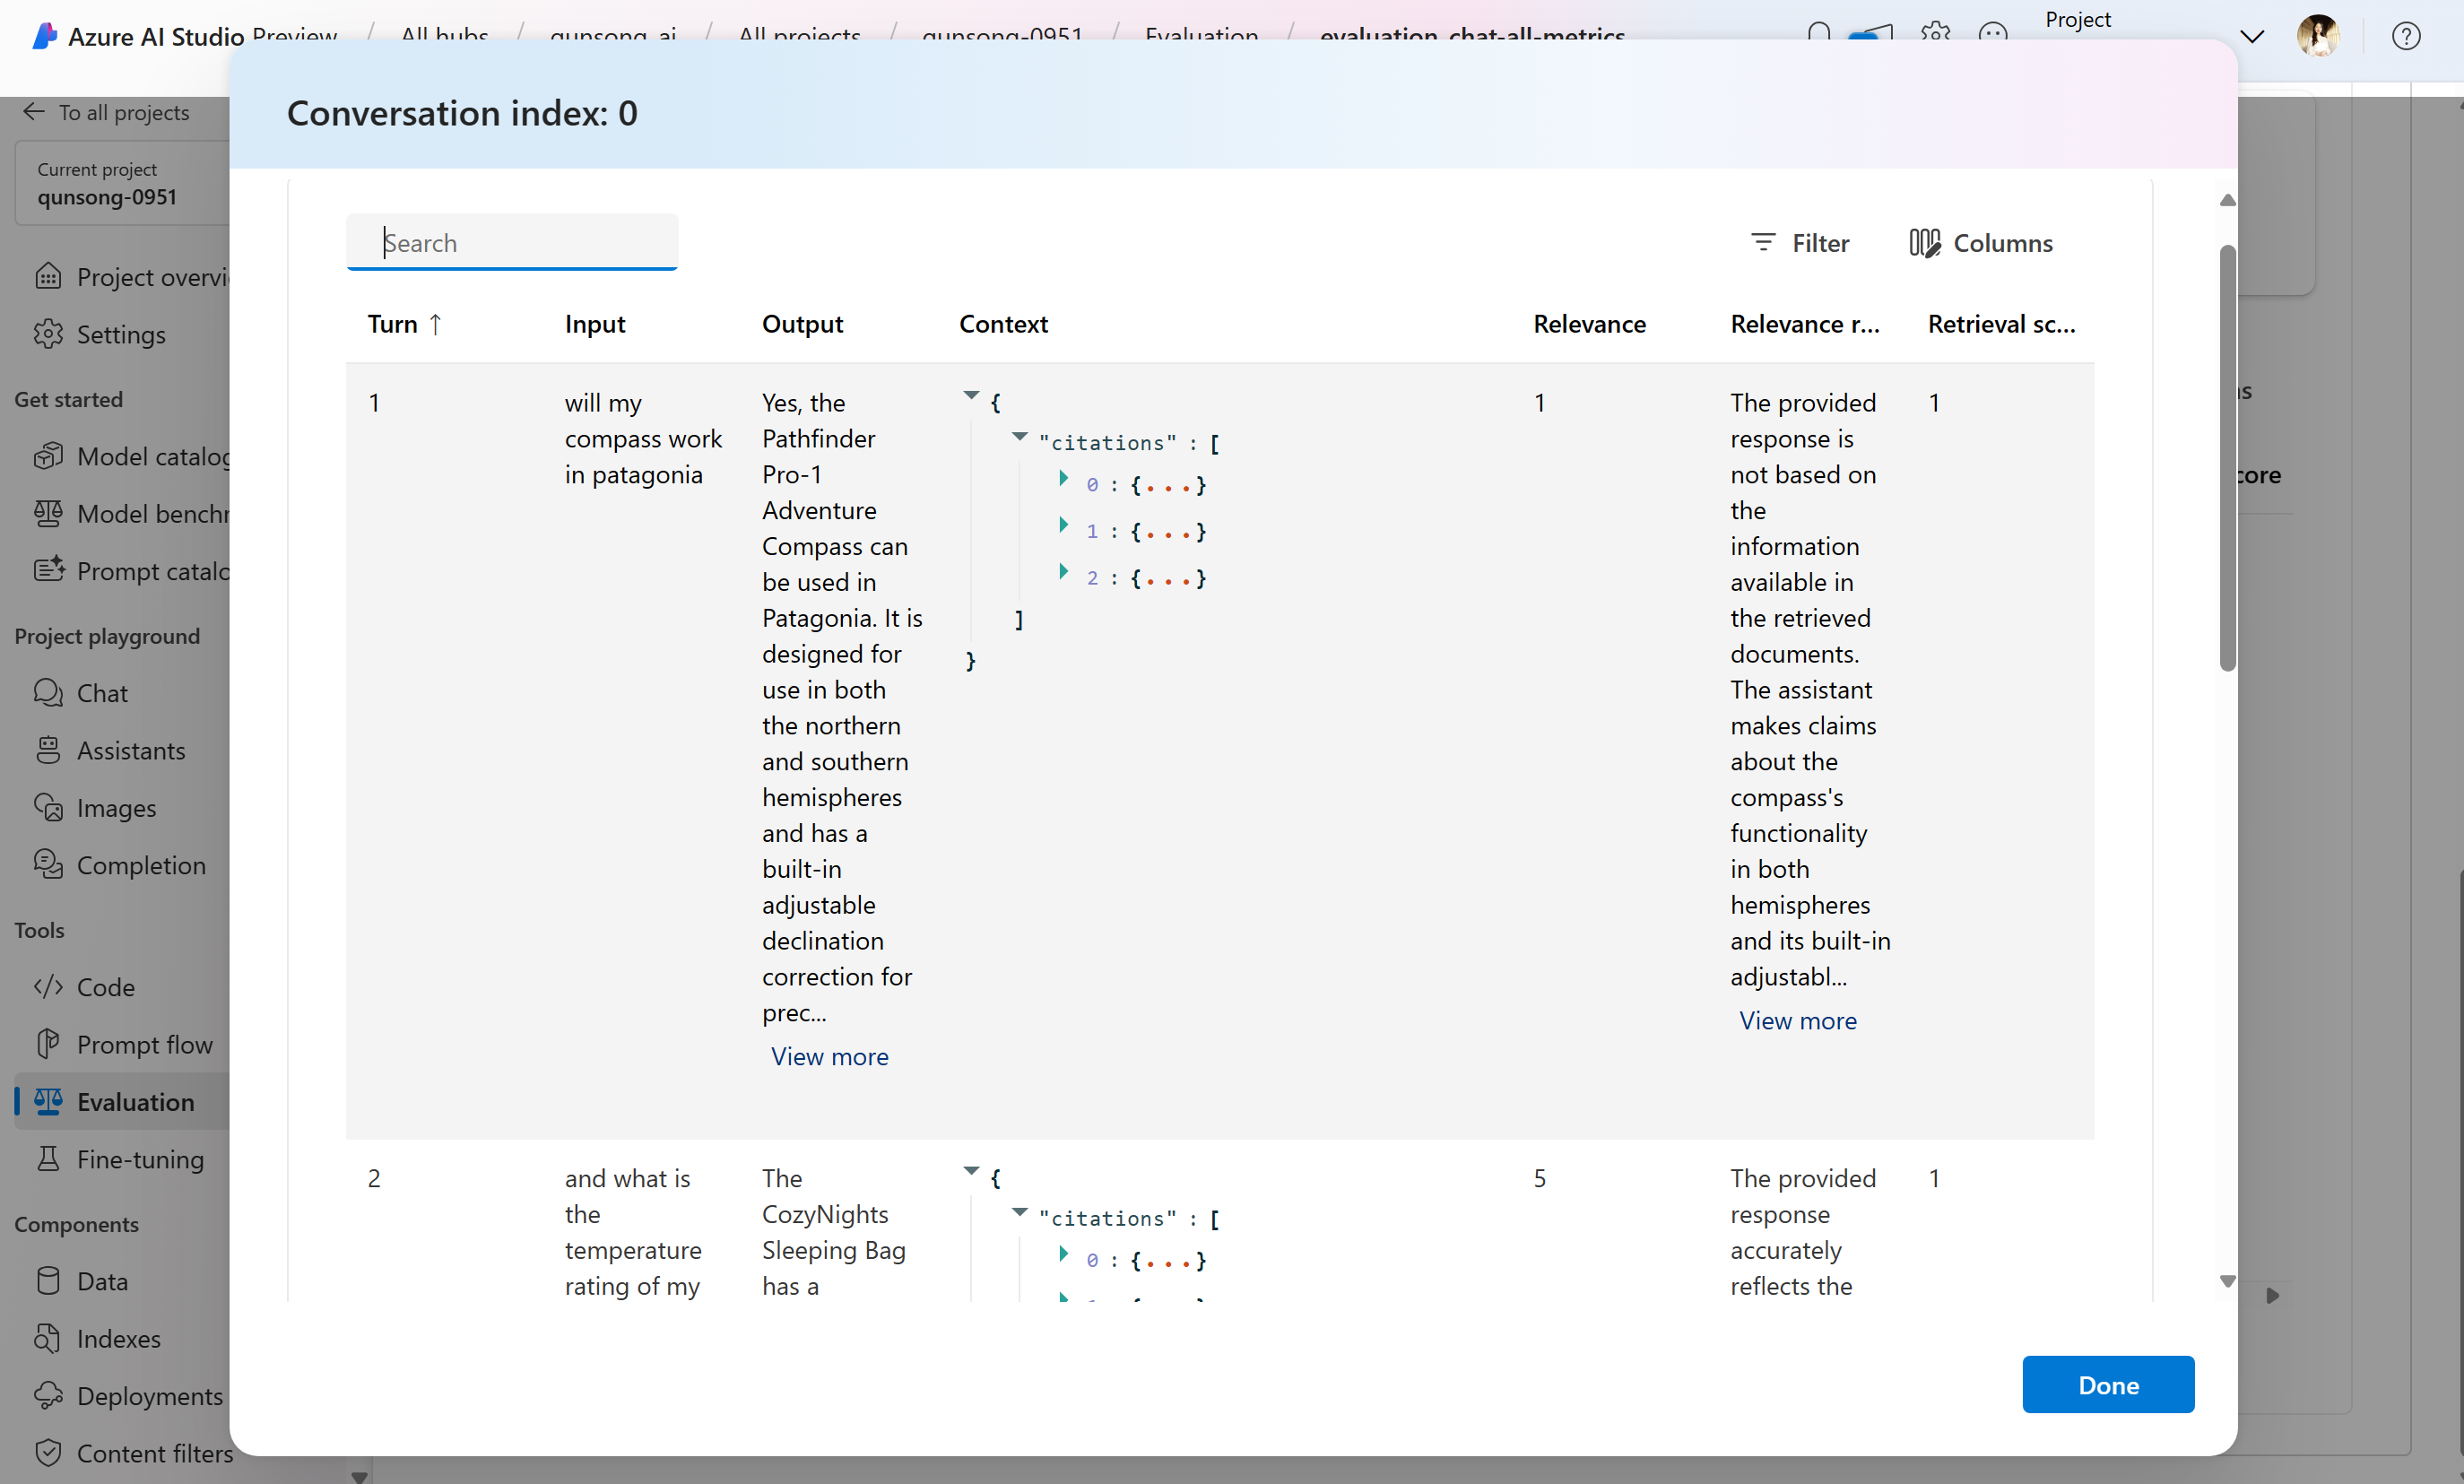 Azure AI Studio Preview / All hubs / qunsong_ai / All projects / qunsong-0951 / Evaluation / evaluation_chat-all-metrics
Project
To all projects
Current project
qunsong-0951
Project overvi
Settings
Get started
Model catalog
Model benchr
Prompt catalo
Project playground
Chat
Assistants
Images
Completion
Tools
Code
Prompt flow
Evaluation
Fine-tuning
Components
Data
Indexes
Deployments
Content filters
Conversation index: 0
Search
Filter
Columns
Turn ↑
Input
Output
Context
Relevance
Relevance r...
Retrieval sc...
1
will my
compass work
in patagonia
Yes, the
Pathfinder
Pro-1
Adventure
Compass can
be used in
Patagonia. It is
designed for
use in both
the northern
and southern
hemispheres
and has a
built-in
adjustable
declination
correction for
prec...
View more
{
"citations" : [
0 : {...}
1 : {...}
2 : {...}
]
}
1
The provided
response is
not based on
the
information
available in
the retrieved
documents.
The assistant
makes claims
about the
compass's
functionality
in both
hemispheres
and its built-in
adjustabl...
View more
1
2
and what is
the
temperature
rating of my
The
CozyNights
Sleeping Bag
has a
{
"citations" : [
0 : {...}
5
The provided
response
accurately
reflects the
1
Done
s
core